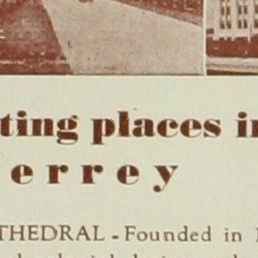 ting places in
errey
THEDRAL - Founded in